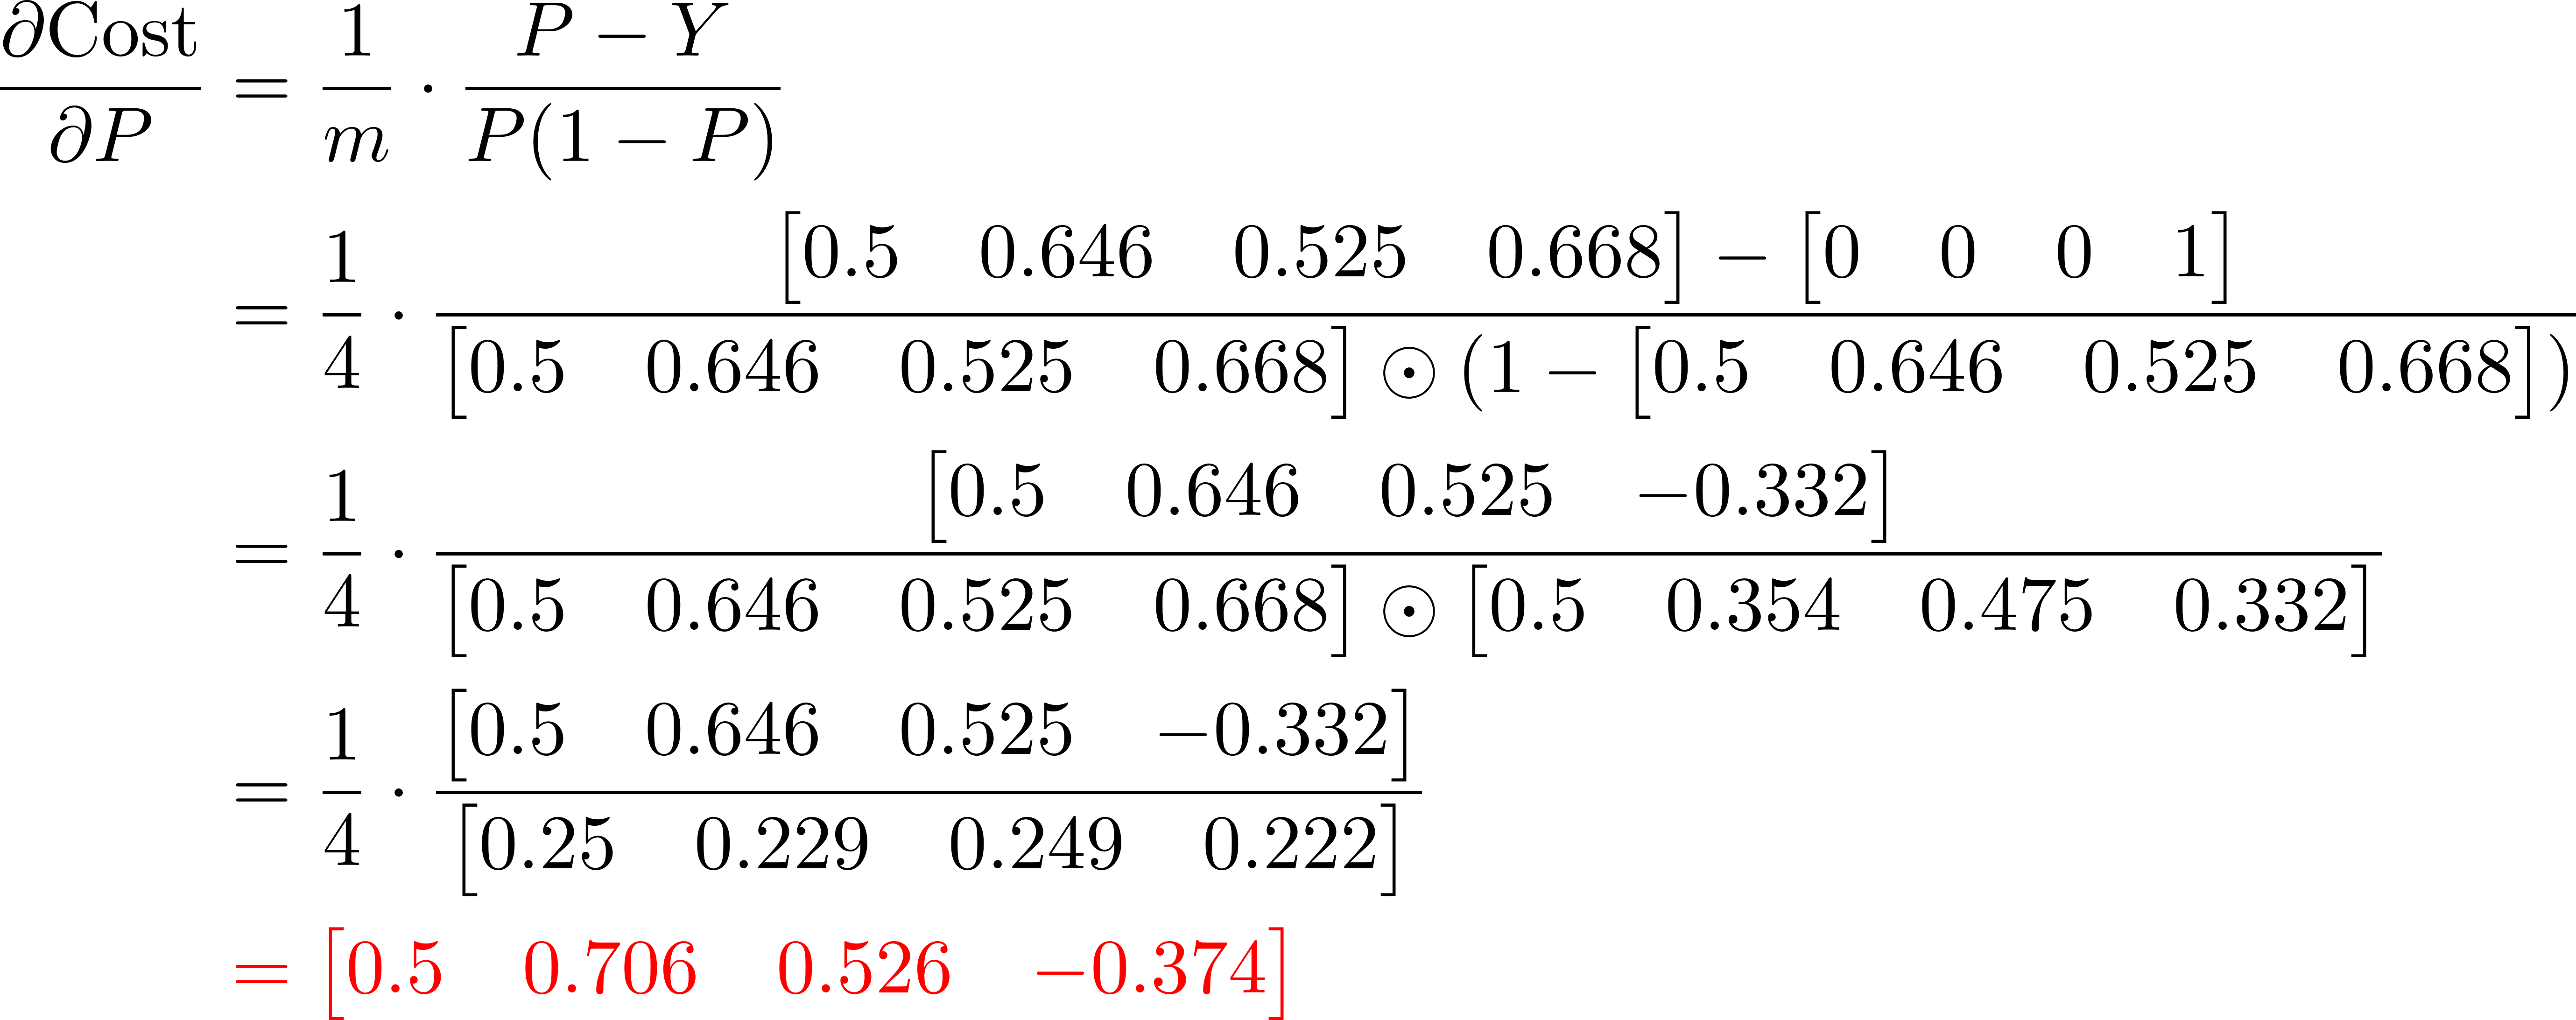 ∂Cost/∂P = 1/m · (P − Y)/(P(1 − P))
= 1/4 · ([0.5 0.646 0.525 0.668] − [0 0 0 1])/([0.5 0.646 0.525 0.668] ⊙ (1 − [0.5 0.646 0.525 0.668]))
= 1/4 · [0.5 0.646 0.525 −0.332]/([0.5 0.646 0.525 0.668] ⊙ [0.5 0.354 0.475 0.332])
= 1/4 · [0.5 0.646 0.525 −0.332]/[0.25 0.229 0.249 0.222]
= [0.5 0.706 0.526 −0.374]